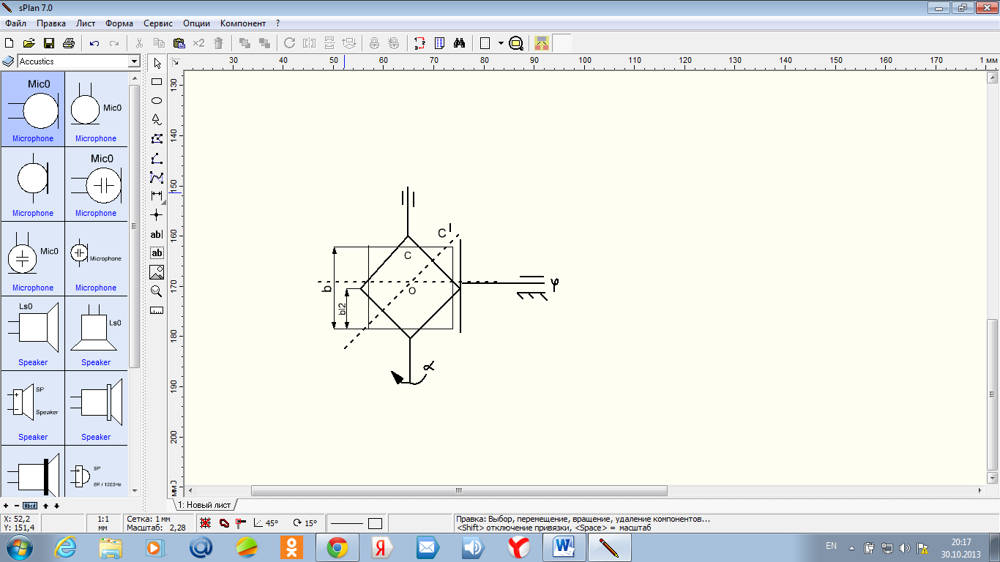 sPlan 7.0
Файл Правка Лист Форма Сервис Опции Компонент ?
×2
Accustics
30 40 50 60 70 80 90 100 110 120 130 140 150 160 170 1 мм
Mic0
Microphone
Mic0
Microphone
Microphone
Mic0
Microphone
Mic0
Microphone
Mic0
Microphone
Microphone
Ls0
Speaker
Ls0
Speaker
SP
Speaker
Speaker
Speaker
SP
8R / 1200Hz
ab|
ab
130
140
150
160
170
180
190
200
мм
C'
C
O
b
b|2
φ
α
Abcd
1: Новый лист
X: 52,2
Y: 151,4
1:1
мм
Сетка: 1 мм
Масштаб: 2,28
45°
15°
Правка: Выбор, перемещение, вращение, удаление компонентов...
<Shift> отключение привязки, <Space> = масштаб
EN
20:17
30.10.2013